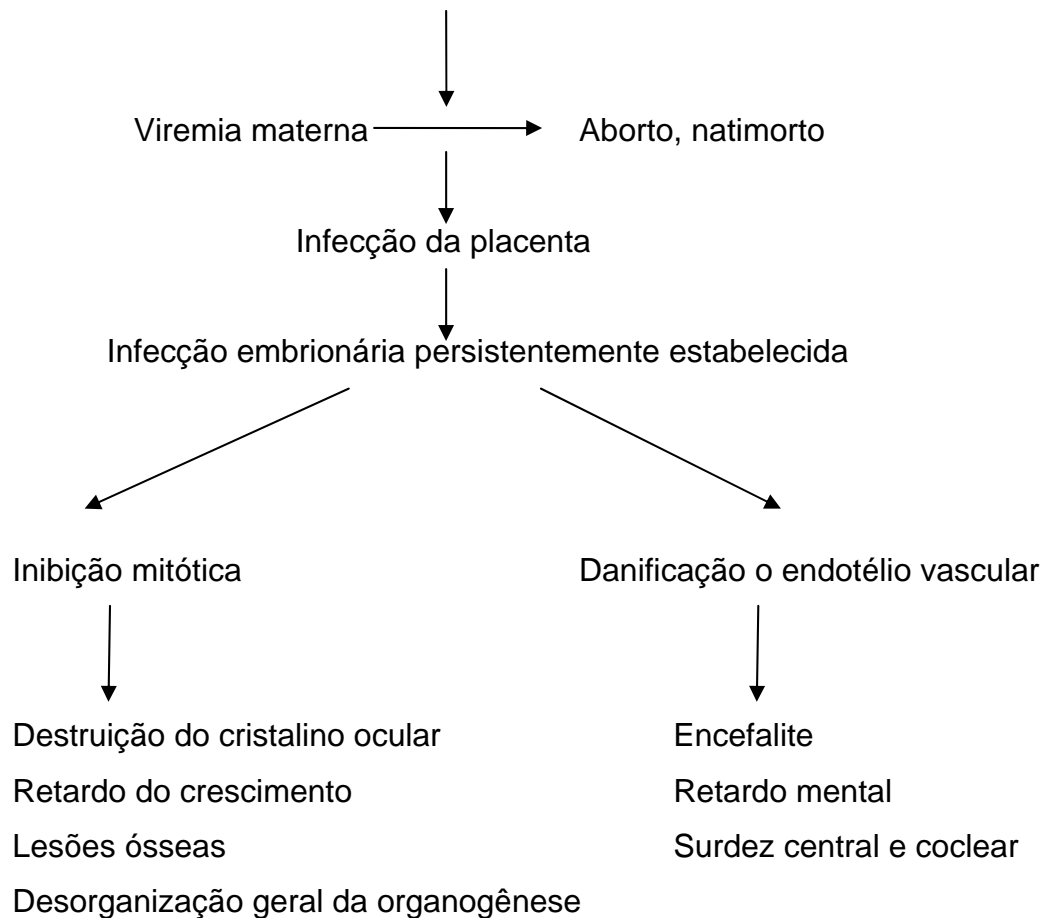 Viremia materna Aborto, natimorto
Infecção da placenta
Infecção embrionária persistentemente estabelecida
Inibição mitótica Danificação o endotélio vascular
Destruição do cristalino ocular Encefalite
Retardo do crescimento Retardo mental
Lesões ósseas Surdez central e coclear
Desorganização geral da organogênese